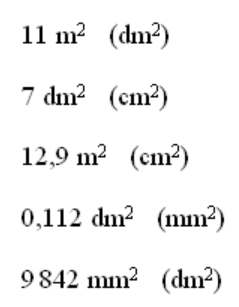 11 m² (dm²)
7 dm² (cm²)
12,9 m² (cm²)
0,112 dm² (mm²)
9 842 mm² (dm²)